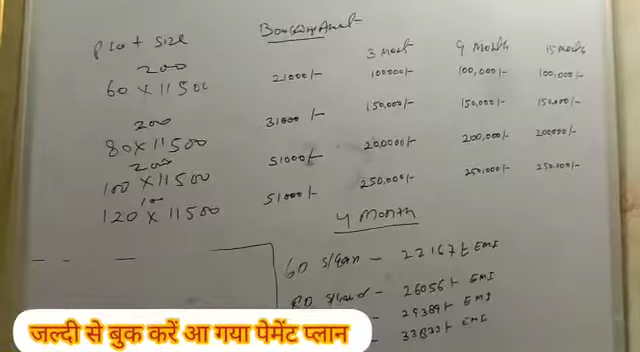 Plot size Booking Amount 3 Month 9 Month 15 Month
200
60 x 11500 21000/- 100000/- 100,000/- 100,000/-
200
80 x 11500 31000/- 150,000/- 150,000/- 150,000/-
200
100 x 11500 51000/- 200000/- 200,000/- 200000/-
100
120 x 11500 51000/- 250,000/- 250,000/- 250,000/-
4 Month
60 - 22167 EMI
80 26056 EMI
- 29389 EMI
- EMI
जल्दी से बुक करें आ गया पेमेंट प्लान